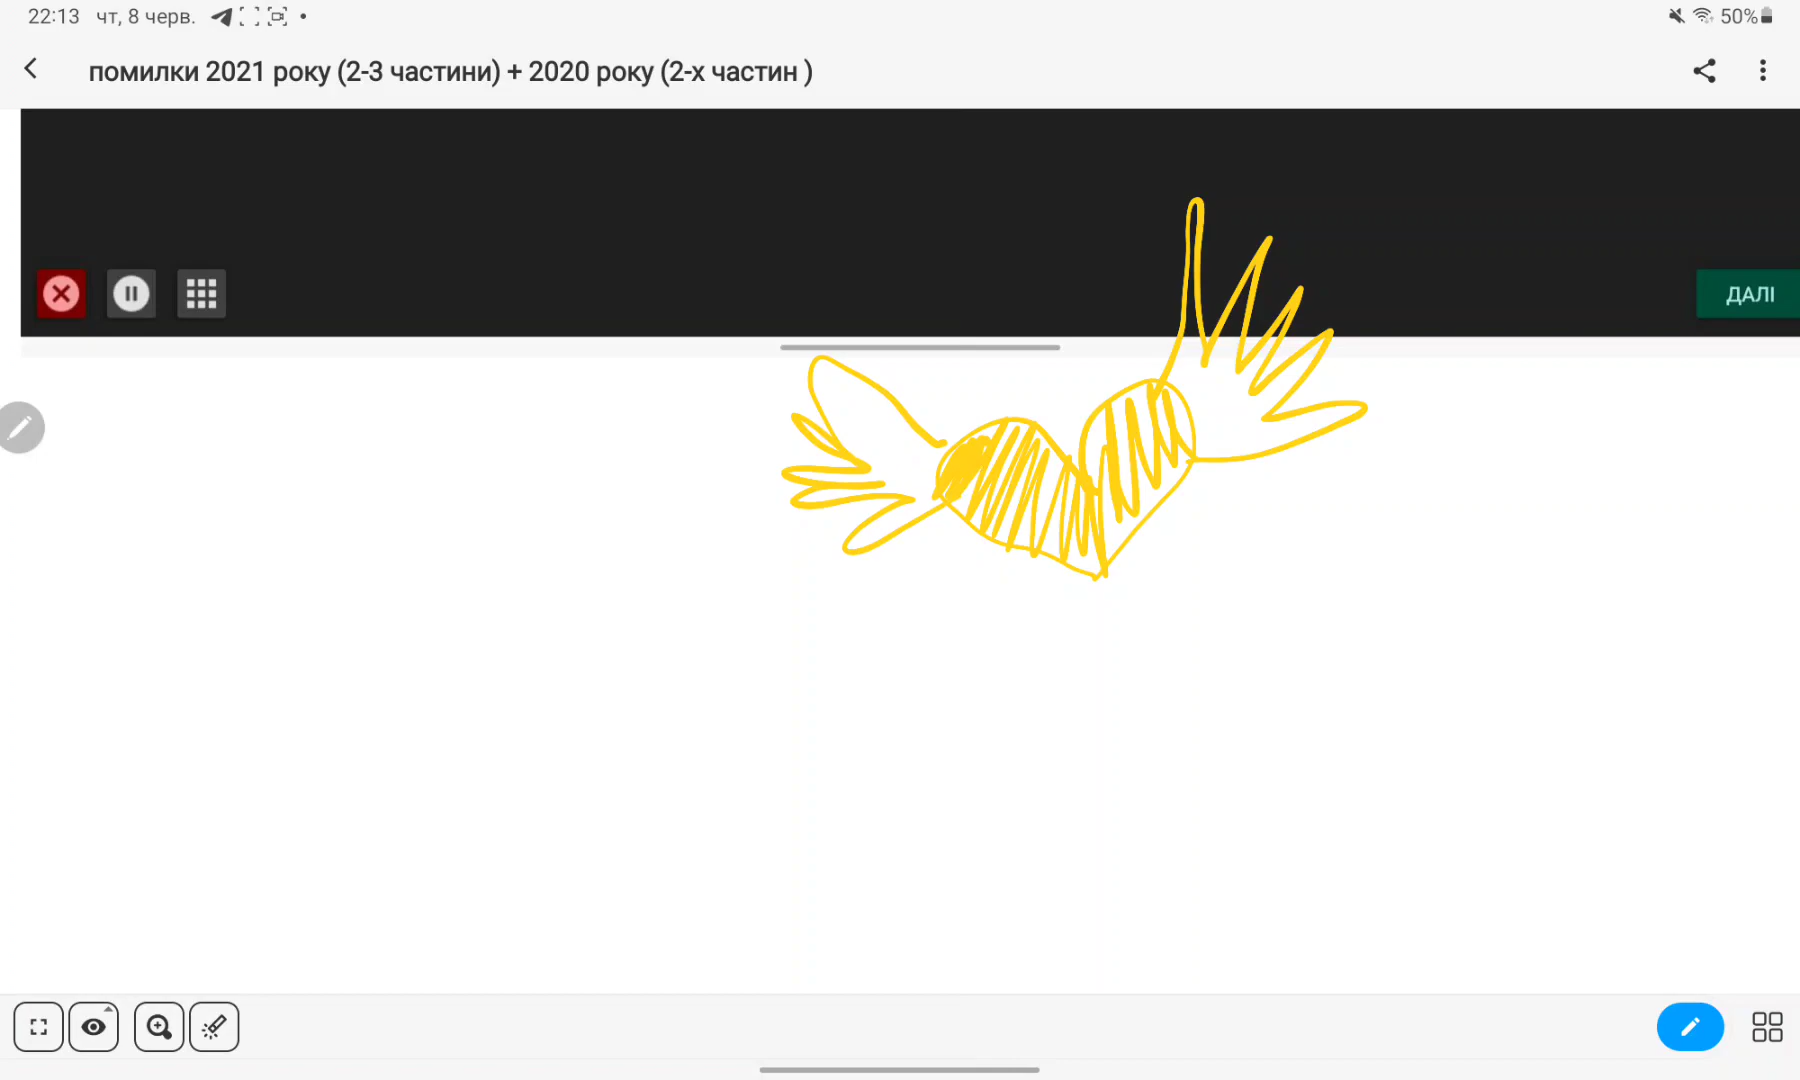 22:13 чт, 8 черв.
50%
помилки 2021 року (2-3 частини) + 2020 року (2-х частин )
ДАЛІ